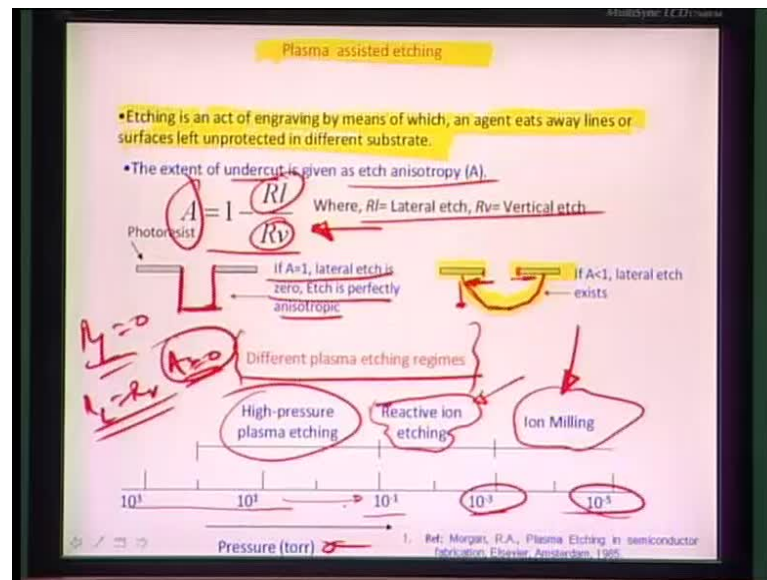 MultiSync LCD
Plasma assisted etching
•Etching is an act of engraving by means of which, an agent eats away lines or
surfaces left unprotected in different substrate.
•The extent of undercut is given as etch anisotropy (A).
A = 1 - Rl / Rv Where, Rl= Lateral etch, Rv= Vertical etch
Photoresist
If A=1, lateral etch is
zero, Etch is perfectly
anisotropic
If A<1, lateral etch
exists
R_l=0
A=0
R_L=R_v
Different plasma etching regimes
High-pressure
plasma etching
Reactive ion
etching
Ion Milling
10¹ 10¹ 10-1 10-3 10-5
Pressure (torr)
1. Ref: Morgan, R.A., Plasma Etching in semiconductor
fabrication, Elsevier, Amsterdam, 1985.